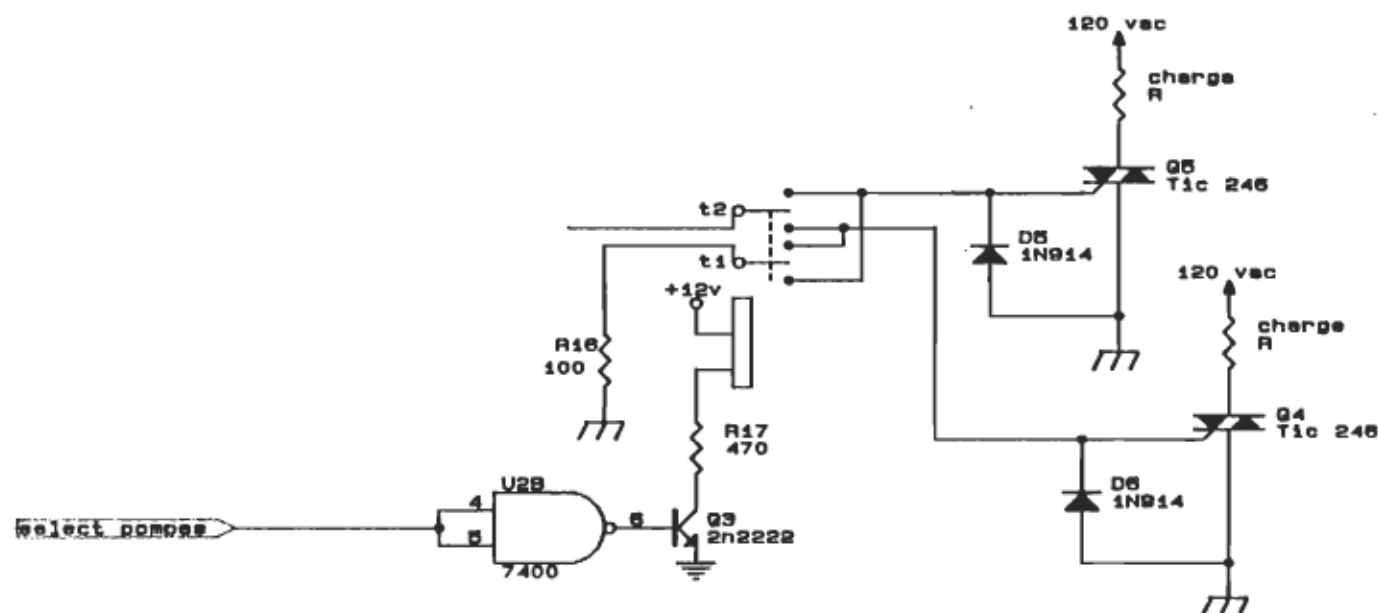 120 vac
charge
R
Q5
Tic 246
t2
D5
1N914
t1
120 vac
+12v
charge
R
R16
100
Q4
Tic 246
R17
470
U2B
D6
1N914
4
6
Q3
select pompes
5
2n2222
7400